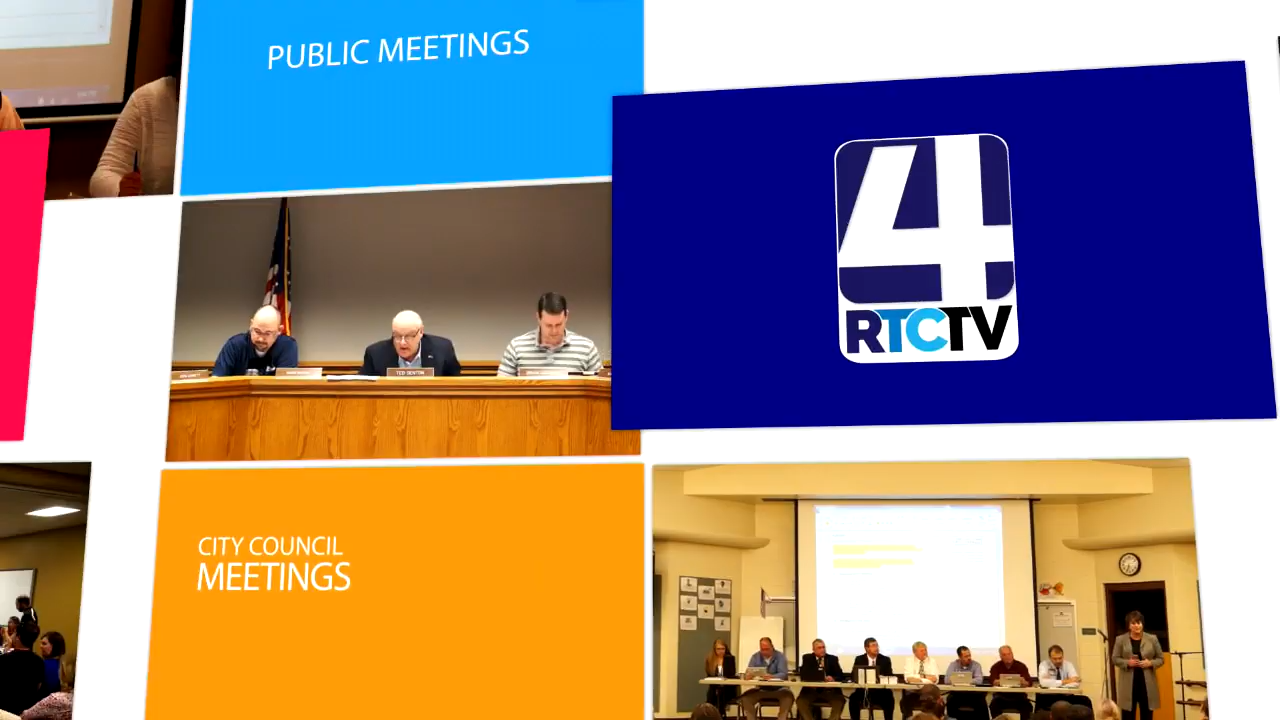 PUBLIC MEETINGS
4
RTCTV
TED DENTON
CITY COUNCIL
MEETINGS